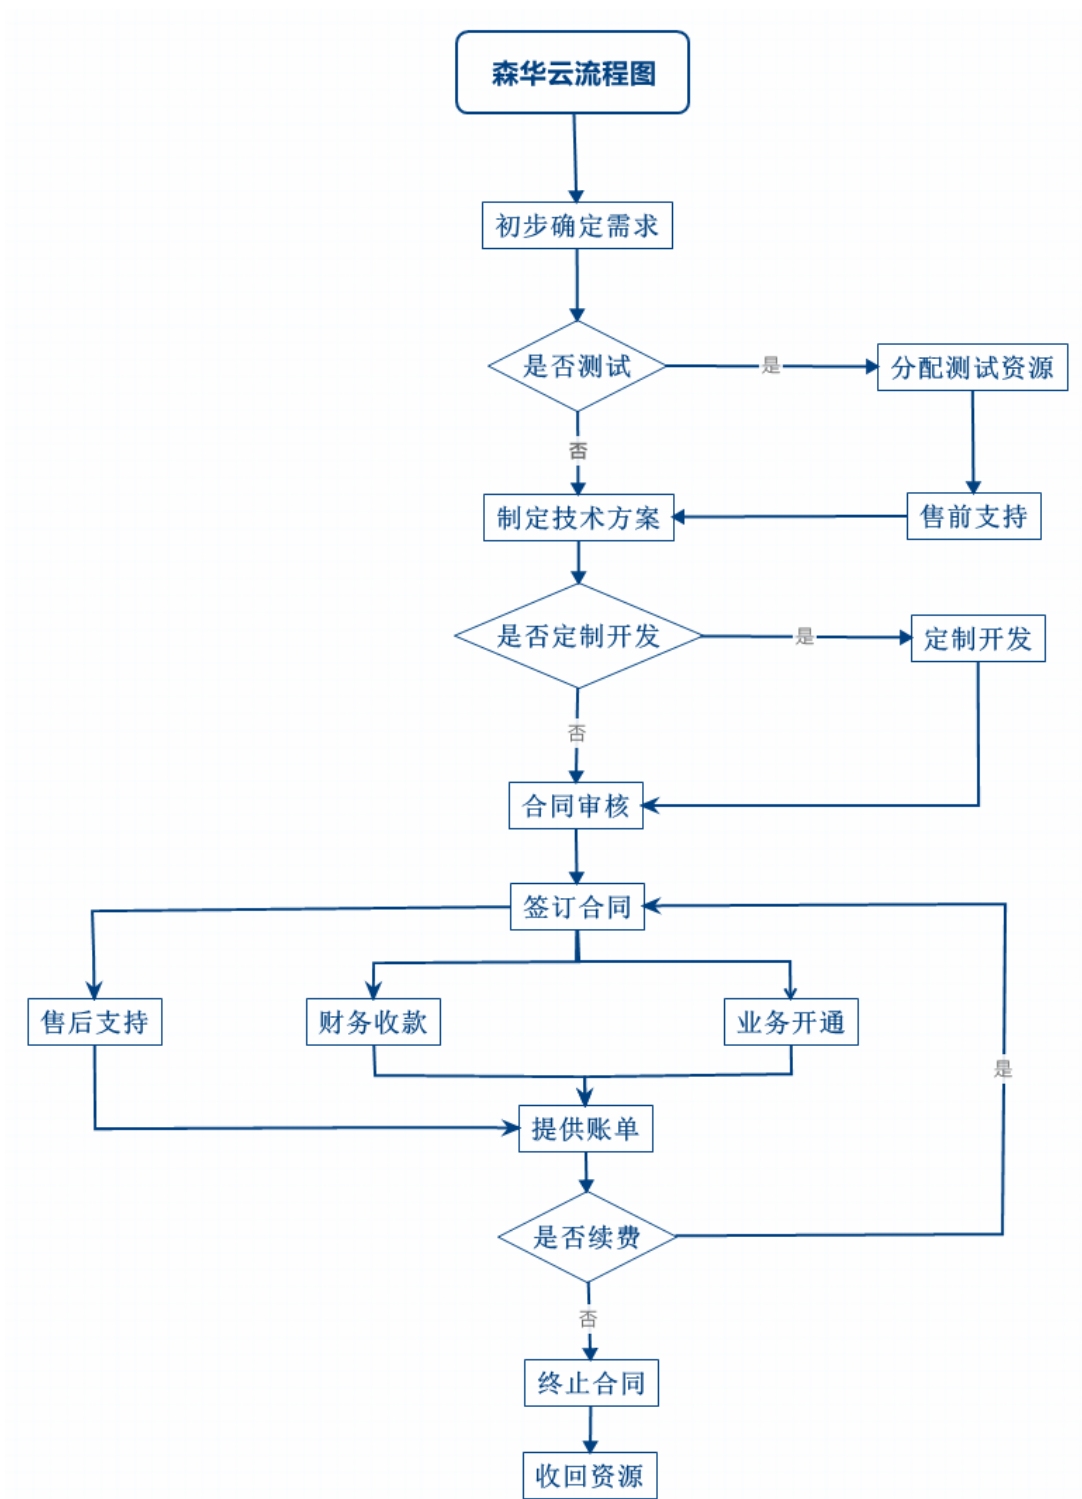 森华云流程图
初步确定需求
是否测试
是
分配测试资源
否
制定技术方案
售前支持
是否定制开发
是
定制开发
否
合同审核
签订合同
售后支持
财务收款
业务开通
是
提供账单
是否续费
否
终止合同
收回资源